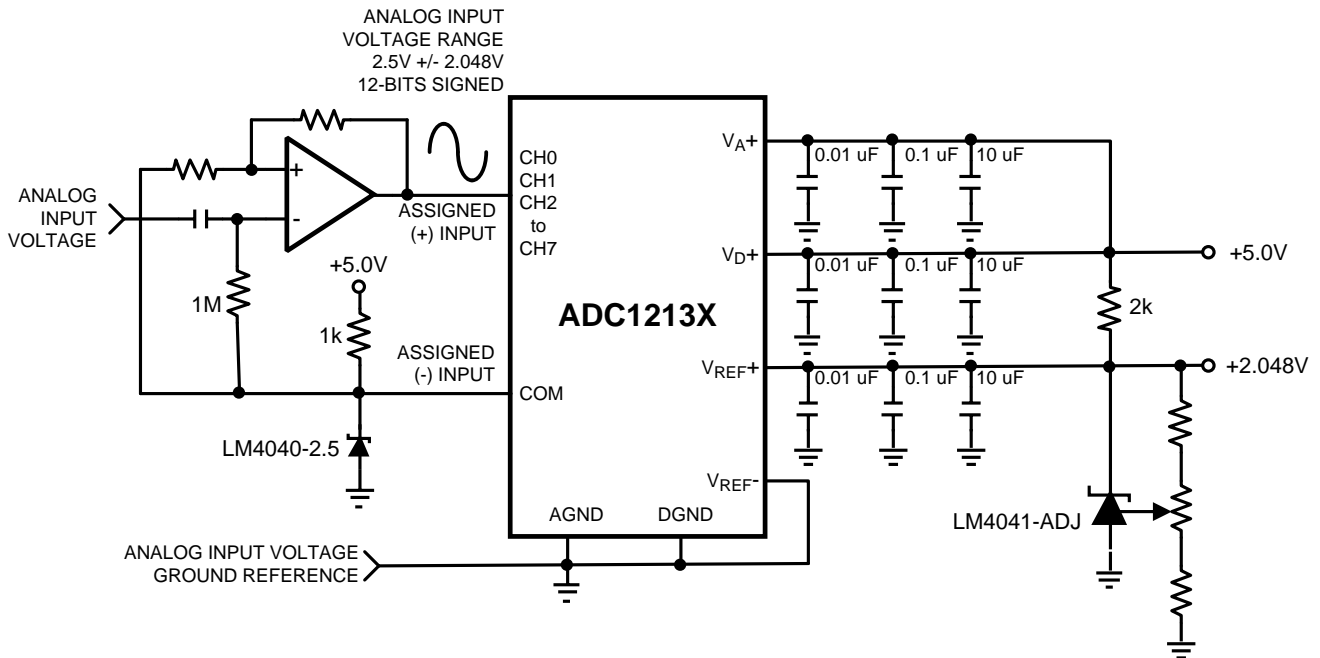 ANALOG INPUT
VOLTAGE RANGE
2.5V +/- 2.048V
12-BITS SIGNED
ANALOG
INPUT
VOLTAGE
+
-
1M
+5.0V
1k
LM4040-2.5
ASSIGNED
(+) INPUT
ASSIGNED
(-) INPUT
CH0
CH1
CH2
to
CH7
COM
ADC1213X
VA+
VD+
VREF+
VREF-
AGND
DGND
0.01 uF 0.1 uF 10 uF
0.01 uF 0.1 uF 10 uF
0.01 uF 0.1 uF 10 uF
+5.0V
2k
+2.048V
LM4041-ADJ
ANALOG INPUT VOLTAGE
GROUND REFERENCE